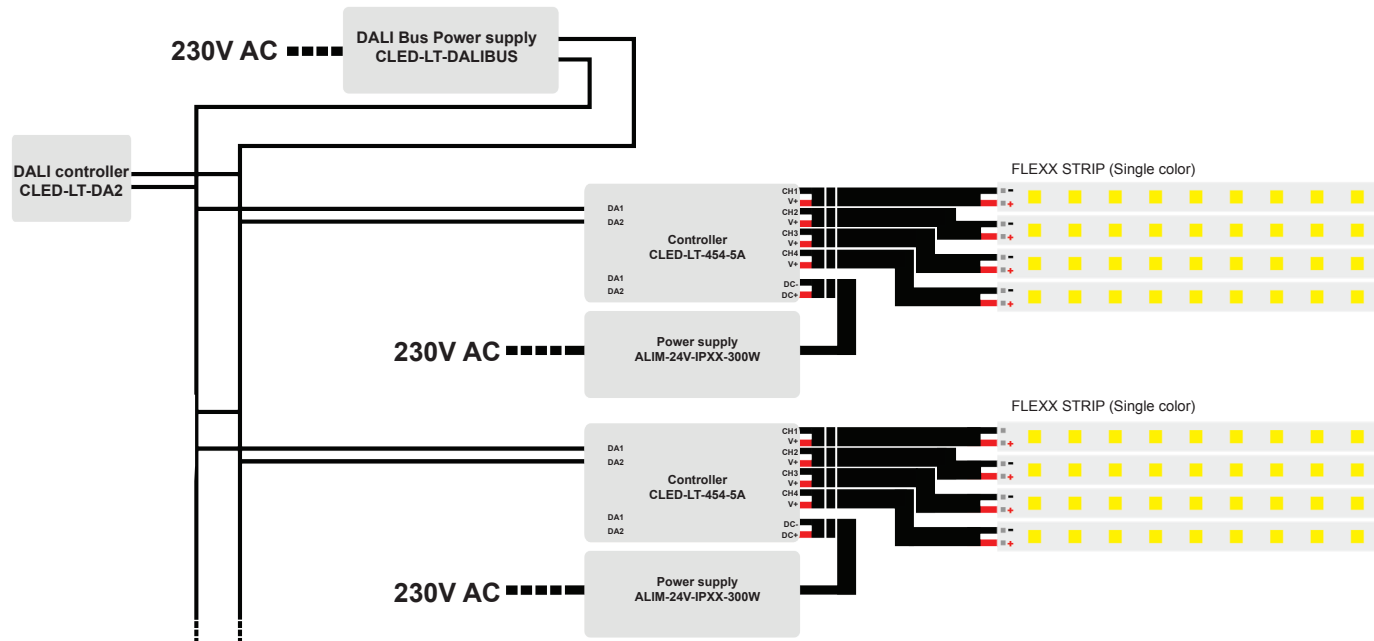 DALI Bus Power supply
CLED-LT-DALIBUS
230V AC
DALI controller
CLED-LT-DA2
FLEXX STRIP (Single color)
DA1
DA2
Controller
CLED-LT-454-5A
DA1
DA2
CH1
V+
CH2
V+
CH3
V+
CH4
V+
DC-
DC+
-
+
-
+
-
+
-
+
230V AC
Power supply
ALIM-24V-IPXX-300W
FLEXX STRIP (Single color)
DA1
DA2
Controller
CLED-LT-454-5A
DA1
DA2
CH1
V+
CH2
V+
CH3
V+
CH4
V+
DC-
DC+
+
-
+
-
+
-
+
230V AC
Power supply
ALIM-24V-IPXX-300W